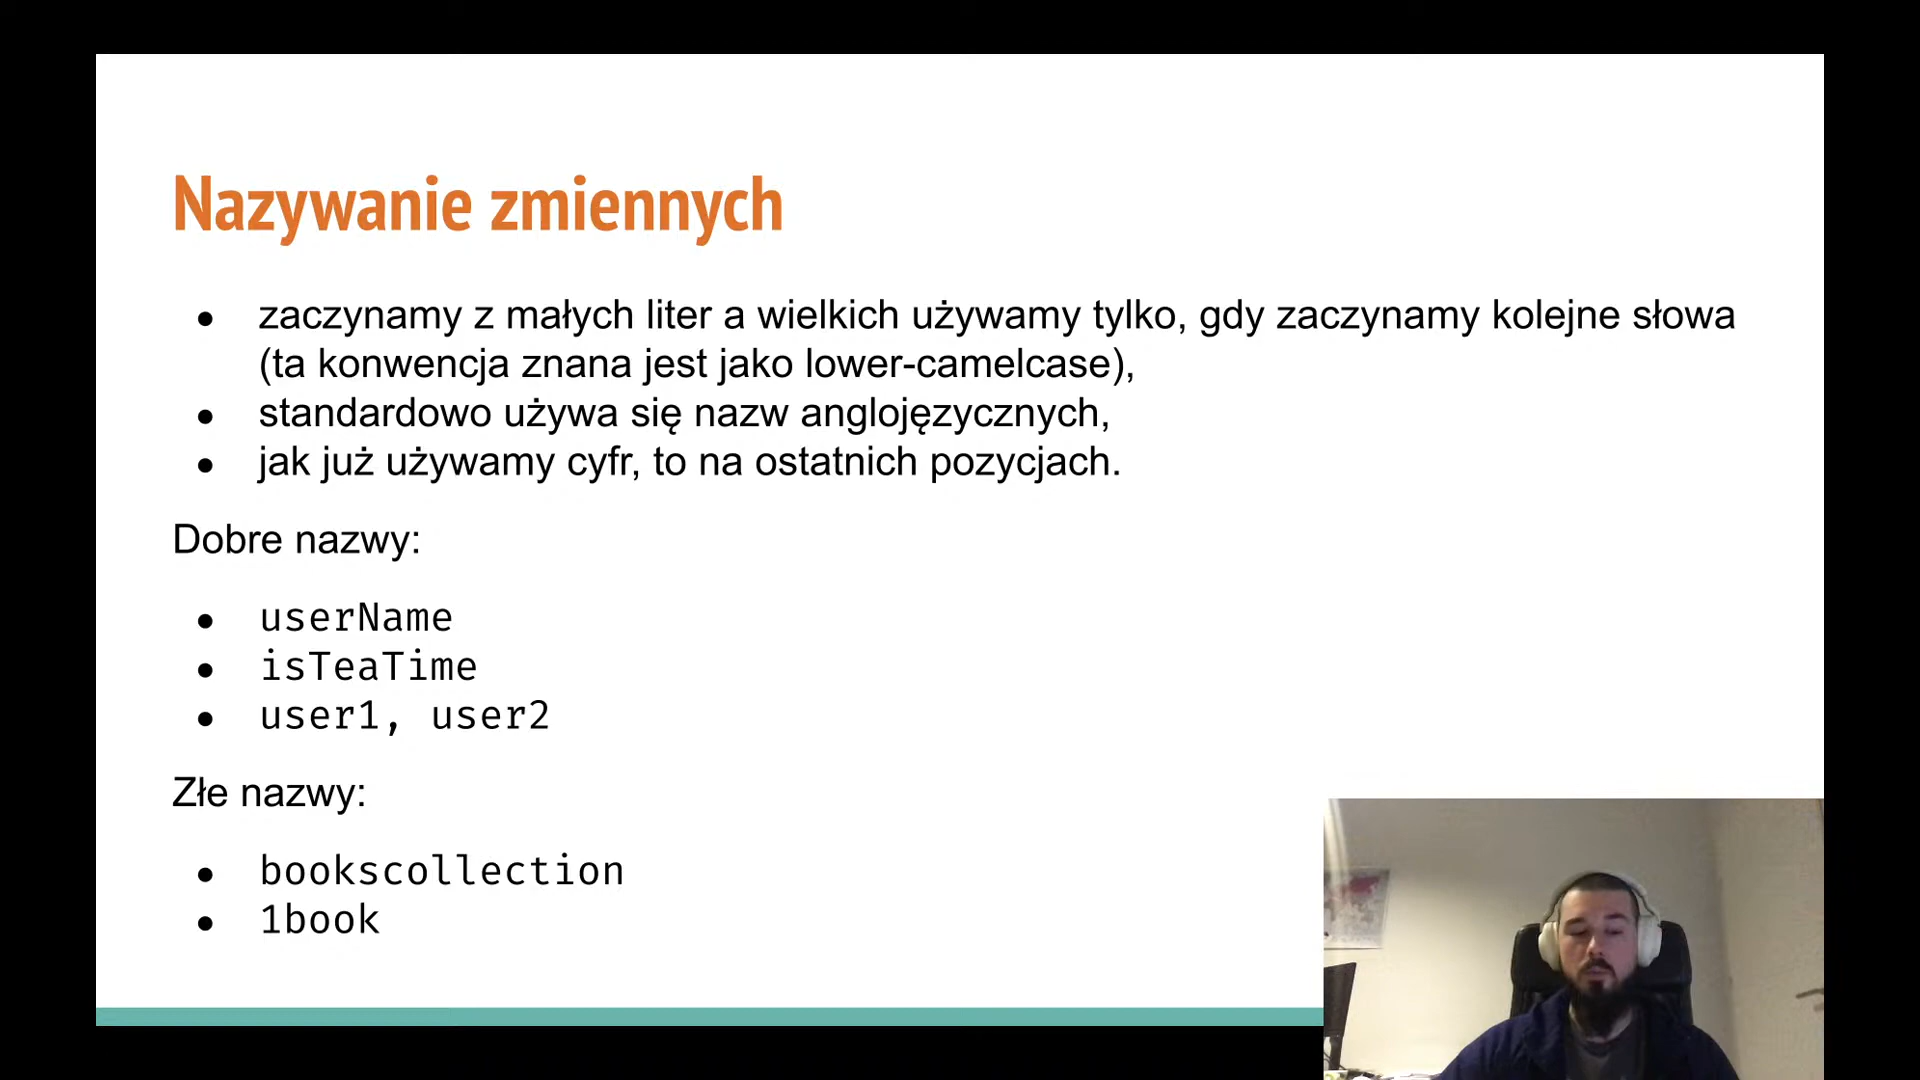 Nazywanie zmiennych
● zaczynamy z małych liter a wielkich używamy tylko, gdy zaczynamy kolejne słowa
(ta konwencja znana jest jako lower-camelcase),
● standardowo używa się nazw anglojęzycznych,
● jak już używamy cyfr, to na ostatnich pozycjach.
Dobre nazwy:
● userName
● isTeaTime
● user1, user2
Złe nazwy:
● bookscollection
● 1book